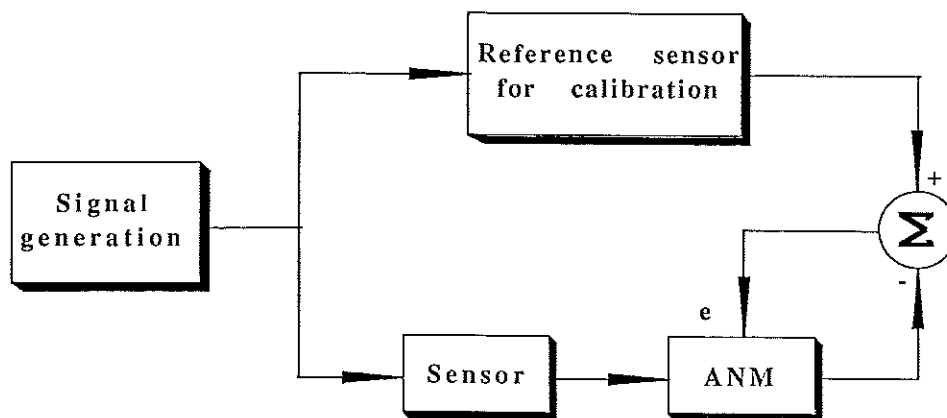 Reference sensor
for calibration
Signal
generation
+
Σ
-
e
Sensor
ANM